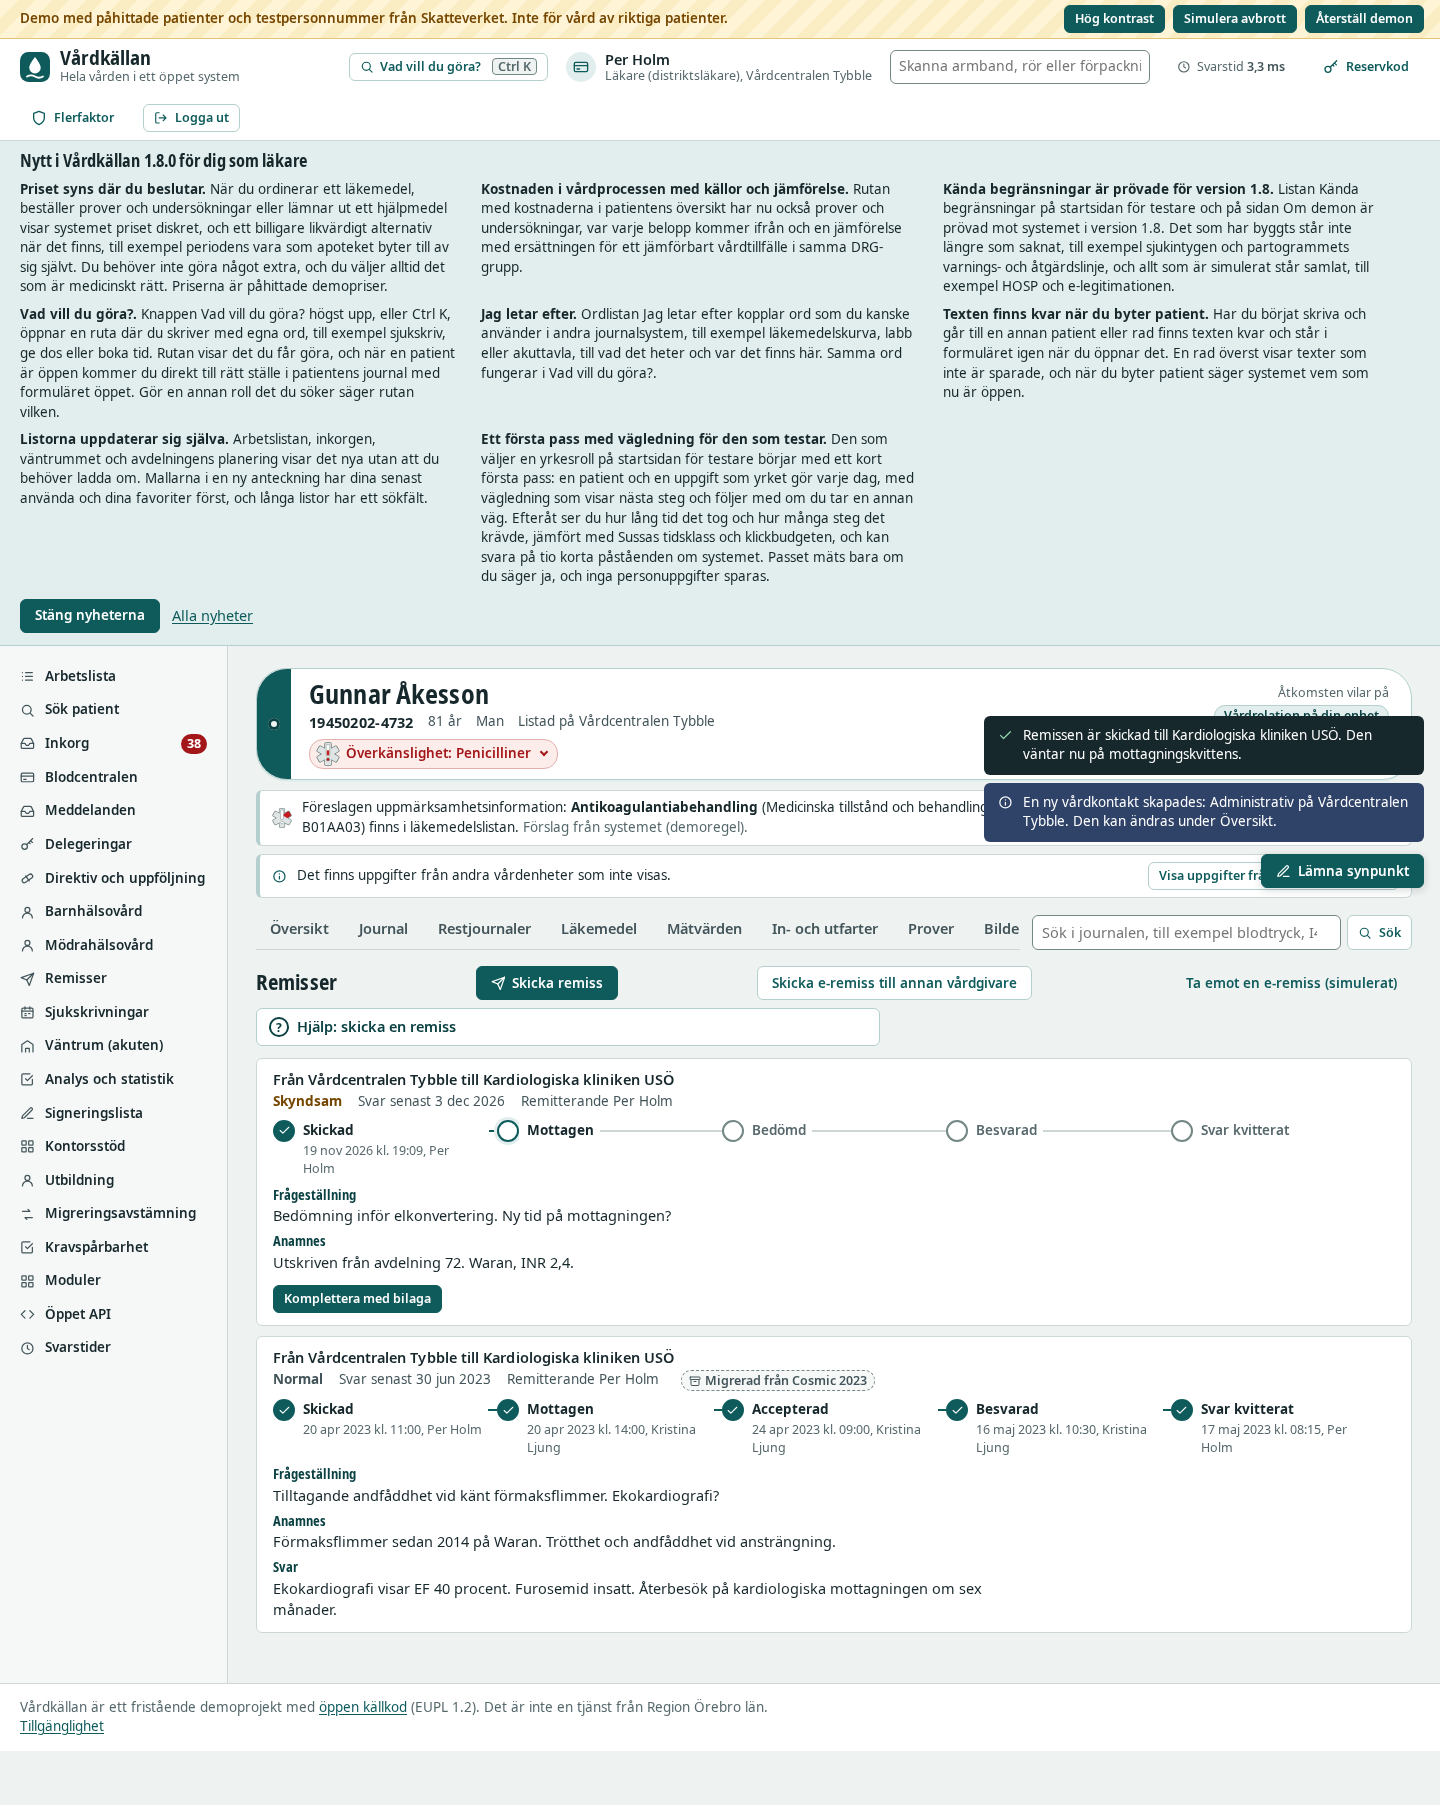 Demo med påhittade patienter och testpersonnummer från Skatteverket. Inte för vård av riktiga patienter.
Hög kontrast
Simulera avbrott
Återställ demon
Vårdkällan
Hela vården i ett öppet system
Vad vill du göra? Ctrl K
Per Holm
Läkare (distriktsläkare), Vårdcentralen Tybble
Skanna armband, rör eller förpackni
Svarstid 3,3 ms
Reservkod
Flerfaktor
Logga ut
Nytt i Vårdkällan 1.8.0 för dig som läkare
Priset syns där du beslutar. När du ordinerar ett läkemedel,
beställer prover och undersökningar eller lämnar ut ett hjälpmedel
visar systemet priset diskret, och ett billigare likvärdigt alternativ
när det finns, till exempel periodens vara som apoteket byter till av
sig självt. Du behöver inte göra något extra, och du väljer alltid det
som är medicinskt rätt. Priserna är påhittade demopriser.
Kostnaden i vårdprocessen med källor och jämförelse. Rutan
med kostnaderna i patientens översikt har nu också prover och
undersökningar, var varje belopp kommer ifrån och en jämförelse
med ersättningen för ett jämförbart vårdtillfälle i samma DRG-
grupp.
Kända begränsningar är prövade för version 1.8. Listan Kända
begränsningar på startsidan för testare och på sidan Om demon är
prövad mot systemet i version 1.8. Det som har byggts står inte
längre som saknat, till exempel sjukintygen och partogrammets
varnings- och åtgärdslinje, och allt som är simulerat står samlat, till
exempel HOSP och e-legitimationen.
Vad vill du göra?. Knappen Vad vill du göra? högst upp, eller Ctrl K,
öppnar en ruta där du skriver med egna ord, till exempel sjukskriv,
ge dos eller boka tid. Rutan visar det du får göra, och när en patient
är öppen kommer du direkt till rätt ställe i patientens journal med
formuläret öppet. Gör en annan roll det du söker säger rutan
vilken.
Jag letar efter. Ordlistan Jag letar efter kopplar ord som du kanske
använder i andra journalsystem, till exempel läkemedelskurva, labb
eller akuttavla, till vad det heter och var det finns här. Samma ord
fungerar i Vad vill du göra?.
Texten finns kvar när du byter patient. Har du börjat skriva och
går till en annan patient eller rad finns texten kvar och står i
formuläret igen när du öppnar det. En rad överst visar texter som
inte är sparade, och när du byter patient säger systemet vem som
nu är öppen.
Listorna uppdaterar sig själva. Arbetslistan, inkorgen,
väntrummet och avdelningens planering visar det nya utan att du
behöver ladda om. Mallarna i en ny anteckning har dina senast
använda och dina favoriter först, och långa listor har ett sökfält.
Ett första pass med vägledning för den som testar. Den som
väljer en yrkesroll på startsidan för testare börjar med ett kort
första pass: en patient och en uppgift som yrket gör varje dag, med
vägledning som visar nästa steg och följer med om du tar en annan
väg. Efteråt ser du hur lång tid det tog och hur många steg det
krävde, jämfört med Sussas tidsklass och klickbudgeten, och kan
svara på tio korta påståenden om systemet. Passet mäts bara om
du säger ja, och inga personuppgifter sparas.
Stäng nyheterna
Alla nyheter
Arbetslista
Sök patient
Inkorg 38
Blodcentralen
Meddelanden
Delegeringar
Direktiv och uppföljning
Barnhälsovård
Mödrahälsovård
Remisser
Sjukskrivningar
Väntrum (akuten)
Analys och statistik
Signeringslista
Kontorsstöd
Utbildning
Migreringsavstämning
Kravspårbarhet
Moduler
Öppet API
Svarstider
Gunnar Åkesson
19450202-4732 81 år Man Listad på Vårdcentralen Tybble
Överkänslighet: Penicilliner
Åtkomsten vilar på
Vårdrelation på din enhet
Remissen är skickad till Kardiologiska kliniken USÖ. Den
väntar nu på mottagningskvittens.
En ny vårdkontakt skapades: Administrativ på Vårdcentralen
Tybble. Den kan ändras under Översikt.
Föreslagen uppmärksamhetsinformation: Antikoagulantiabehandling (Medicinska tillstånd och behandling
B01AA03) finns i läkemedelslistan. Förslag från systemet (demoregel).
Det finns uppgifter från andra vårdenheter som inte visas.
Visa uppgifter frå
Lämna synpunkt
Översikt
Journal
Restjournaler
Läkemedel
Mätvärden
In- och utfarter
Prover
Bilde
Sök i journalen, till exempel blodtryck, I4
Sök
Remisser
Skicka remiss
Skicka e-remiss till annan vårdgivare
Ta emot en e-remiss (simulerat)
? Hjälp: skicka en remiss
Från Vårdcentralen Tybble till Kardiologiska kliniken USÖ
Skyndsam Svar senast 3 dec 2026 Remitterande Per Holm
Skickad
19 nov 2026 kl. 19:09, Per
Holm
Mottagen
Bedömd
Besvarad
Svar kvitterat
Frågeställning
Bedömning inför elkonvertering. Ny tid på mottagningen?
Anamnes
Utskriven från avdelning 72. Waran, INR 2,4.
Komplettera med bilaga
Från Vårdcentralen Tybble till Kardiologiska kliniken USÖ
Normal Svar senast 30 jun 2023 Remitterande Per Holm Migrerad från Cosmic 2023
Skickad
20 apr 2023 kl. 11:00, Per Holm
Mottagen
20 apr 2023 kl. 14:00, Kristina
Ljung
Accepterad
24 apr 2023 kl. 09:00, Kristina
Ljung
Besvarad
16 maj 2023 kl. 10:30, Kristina
Ljung
Svar kvitterat
17 maj 2023 kl. 08:15, Per
Holm
Frågeställning
Tilltagande andfåddhet vid känt förmaksflimmer. Ekokardiografi?
Anamnes
Förmaksflimmer sedan 2014 på Waran. Trötthet och andfåddhet vid ansträngning.
Svar
Ekokardiografi visar EF 40 procent. Furosemid insatt. Återbesök på kardiologiska mottagningen om sex
månader.
Vårdkällan är ett fristående demoprojekt med öppen källkod (EUPL 1.2). Det är inte en tjänst från Region Örebro län.
Tillgänglighet